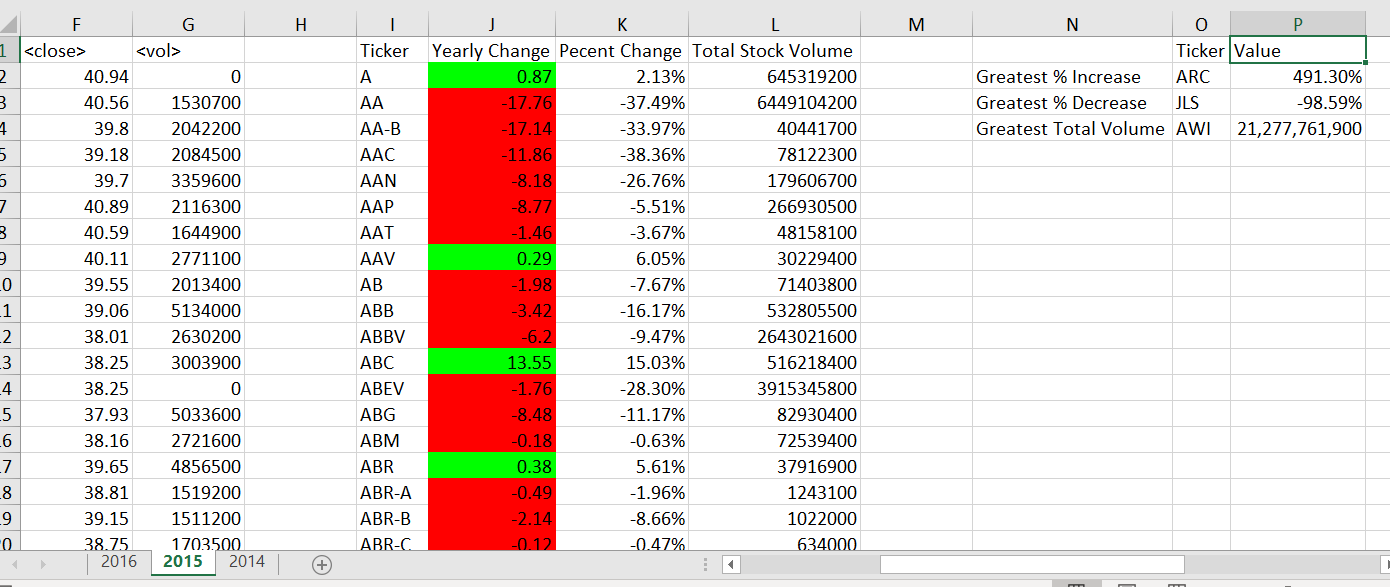 F G H I J K L M N O P
1 <close> <vol> Ticker Yearly Change Pecent Change Total Stock Volume Ticker Value
2 40.94 0 A 0.87 2.13% 645319200 Greatest % Increase ARC 491.30%
3 40.56 1530700 AA -17.76 -37.49% 6449104200 Greatest % Decrease JLS -98.59%
4 39.8 2042200 AA-B -17.14 -33.97% 40441700 Greatest Total Volume AWI 21,277,761,900
5 39.18 2084500 AAC -11.86 -38.36% 78122300
6 39.7 3359600 AAN -8.18 -26.76% 179606700
7 40.89 2116300 AAP -8.77 -5.51% 266930500
8 40.59 1644900 AAT -1.46 -3.67% 48158100
9 40.11 2771100 AAV 0.29 6.05% 30229400
.0 39.55 2013400 AB -1.98 -7.67% 71403800
.1 39.06 5134000 ABB -3.42 -16.17% 532805500
.2 38.01 2630200 ABBV -6.2 -9.47% 2643021600
.3 38.25 3003900 ABC 13.55 15.03% 516218400
.4 38.25 0 ABEV -1.76 -28.30% 3915345800
.5 37.93 5033600 ABG -8.48 -11.17% 82930400
.6 38.16 2721600 ABM -0.18 -0.63% 72539400
.7 39.65 4856500 ABR 0.38 5.61% 37916900
.8 38.81 1519200 ABR-A -0.49 -1.96% 1243100
.9 39.15 1511200 ABR-B -2.14 -8.66% 1022000
0 38.75 1703500 ABR-C -0.12 -0.47% 634000
2016 2015 2014